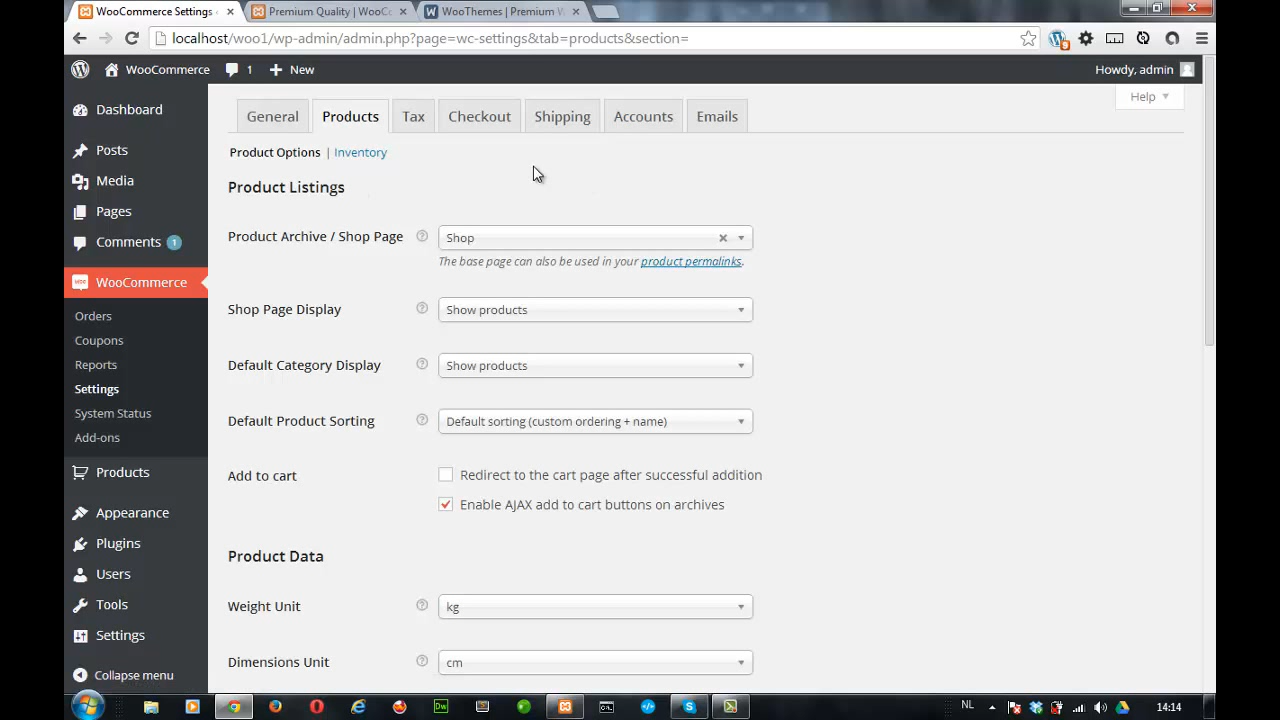 WooCommerce Settings
Premium Quality | WooC
WooThemes | Premium W
localhost/woo1/wp-admin/admin.php?page=wc-settings&tab=products&section=
9
WooCommerce
1
New
Howdy, admin
Help
Dashboard
Posts
Media
Pages
Comments 1
WooCommerce
Orders
Coupons
Reports
Settings
System Status
Add-ons
Products
Appearance
Plugins
Users
Tools
Settings
Collapse menu
General
Products
Tax
Checkout
Shipping
Accounts
Emails
Product Options | Inventory
Product Listings
Product Archive / Shop Page
Shop
The base page can also be used in your product permalinks.
Shop Page Display
Show products
Default Category Display
Show products
Default Product Sorting
Default sorting (custom ordering + name)
Add to cart
Redirect to the cart page after successful addition
Enable AJAX add to cart buttons on archives
Product Data
Weight Unit
kg
Dimensions Unit
cm
Dw
NL
14:14